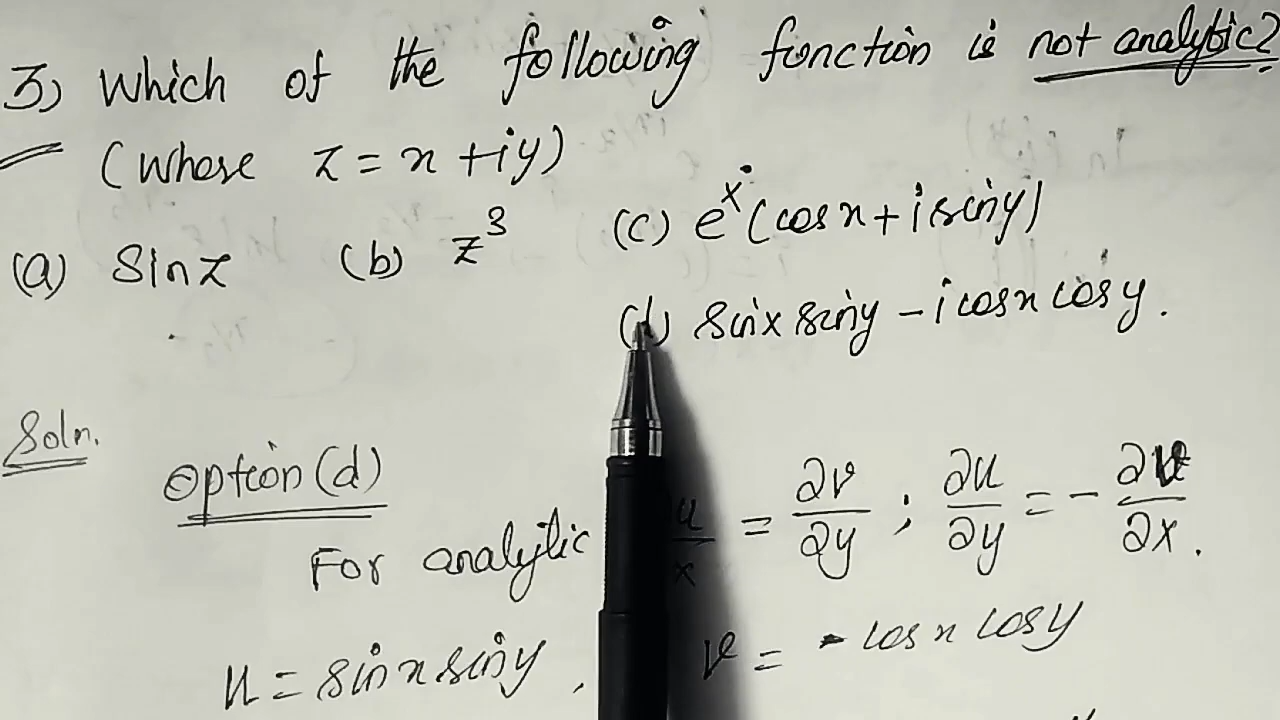 3) Which of the following function is not analytic?
(Whose z = x + iy)
(a) Sin z (b) z³ (c) eˣ (cos x + i sin y)
(d) sin x sin y – i cos x cos y.
Soln.
Option (d)
For analytic = ∂v/∂y ; ∂u/∂y = – ∂v/∂x.
u = sin x sin y , v = – cos x cos y